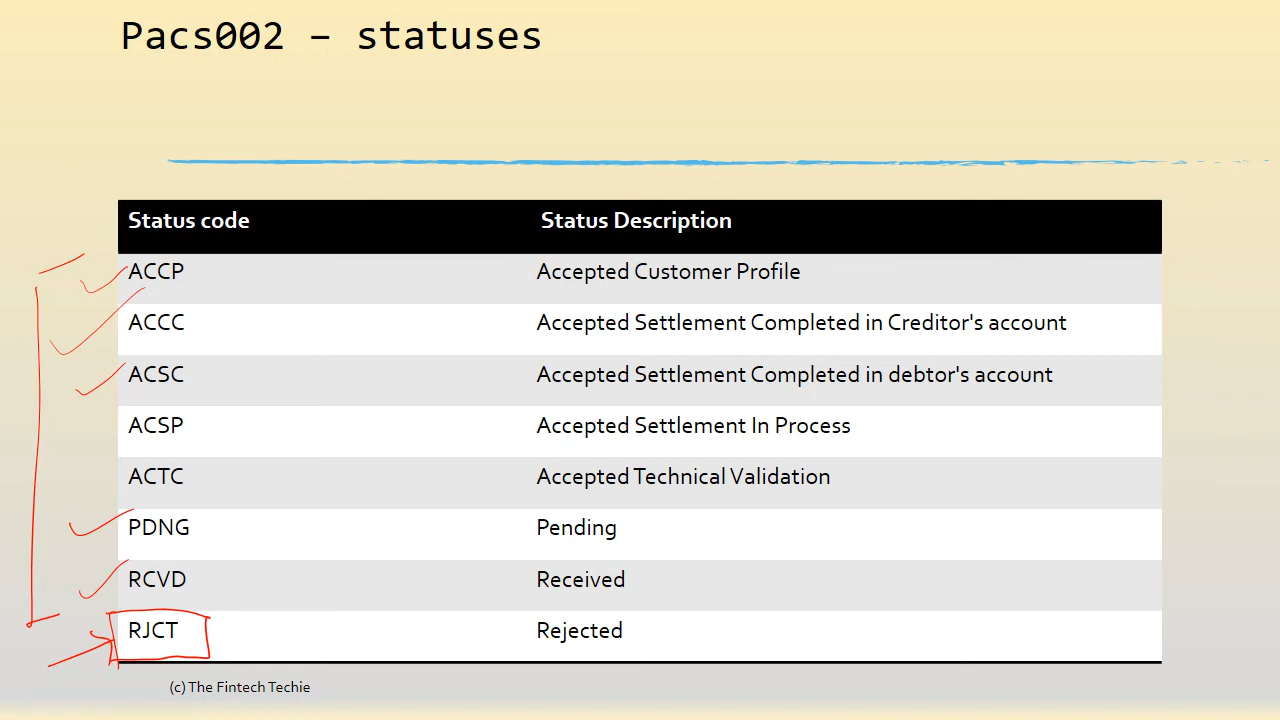 Pacs002 – statuses
Status code Status Description
ACCP Accepted Customer Profile
ACCC Accepted Settlement Completed in Creditor's account
ACSC Accepted Settlement Completed in debtor's account
ACSP Accepted Settlement In Process
ACTC Accepted Technical Validation
PDNG Pending
RCVD Received
RJCT Rejected
(c) The Fintech Techie